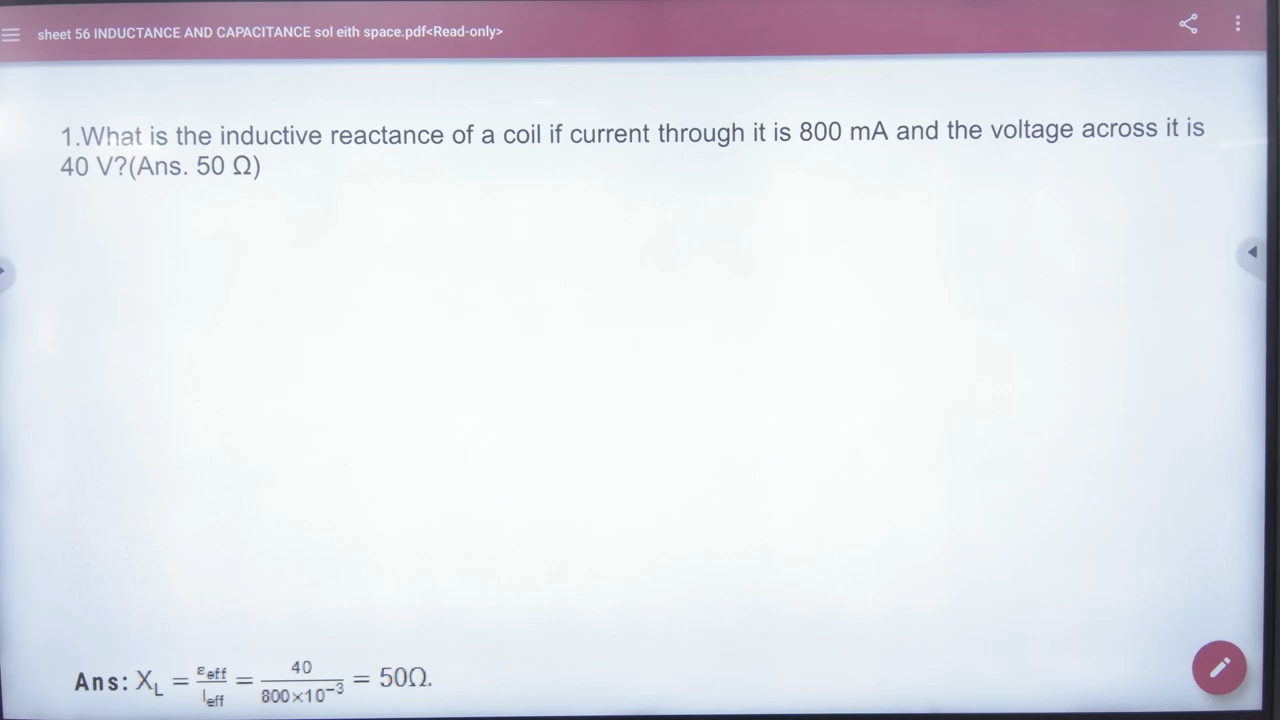 sheet 56 INDUCTANCE AND CAPACITANCE sol eith space.pdf<Read-only>
1.What is the inductive reactance of a coil if current through it is 800 mA and the voltage across it is
40 V?(Ans. 50 Ω)
Ans: X_L = ε_eff/I_eff = 40/800×10⁻³ = 50Ω.